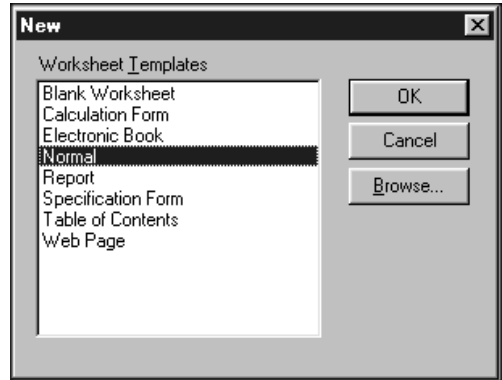 New
Worksheet Templates
Blank Worksheet
Calculation Form
Electronic Book
Normal
Report
Specification Form
Table of Contents
Web Page
OK
Cancel
Browse...